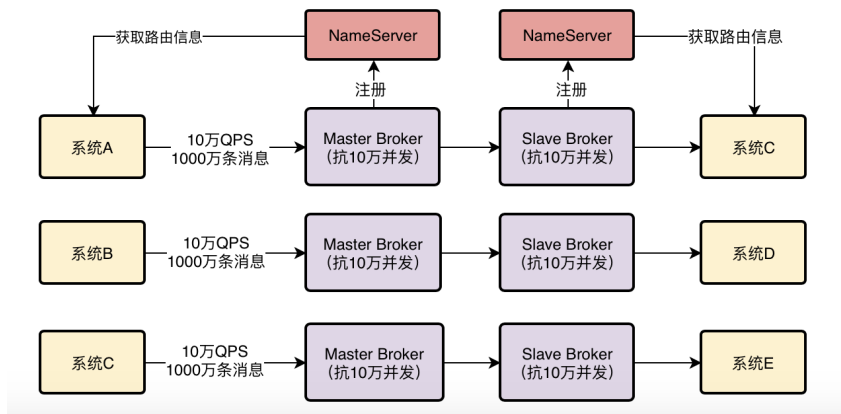 获取路由信息
NameServer
NameServer
获取路由信息
注册
注册
系统A
10万QPS
1000万条消息
Master Broker
（抗10万并发）
Slave Broker
（抗10万并发）
系统C
系统B
10万QPS
1000万条消息
Master Broker
（抗10万并发）
Slave Broker
（抗10万并发）
系统D
系统C
10万QPS
1000万条消息
Master Broker
（抗10万并发）
Slave Broker
（抗10万并发）
系统E